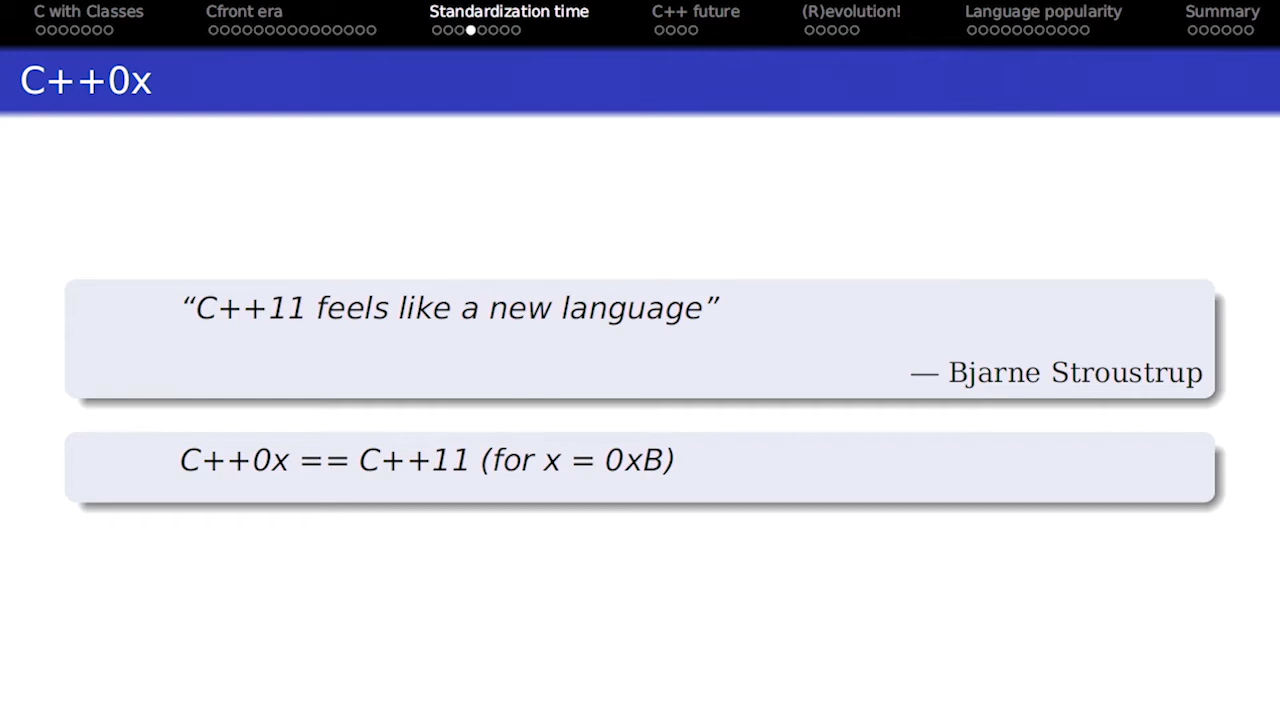 C with Classes
Cfront era
Standardization time
C++ future
(R)evolution!
Language popularity
Summary
C++0x
“C++11 feels like a new language”
— Bjarne Stroustrup
C++0x == C++11 (for x = 0xB)